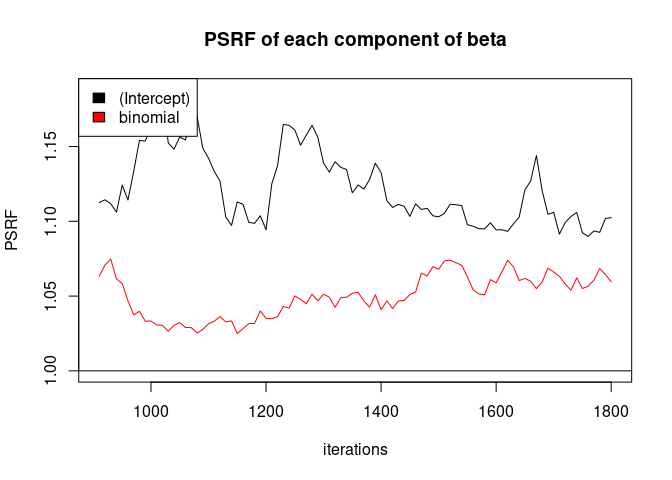 PSRF of each component of beta
(Intercept)
binomial
PSRF
1.15
1.10
1.05
1.00
1000 1200 1400 1600 1800
iterations